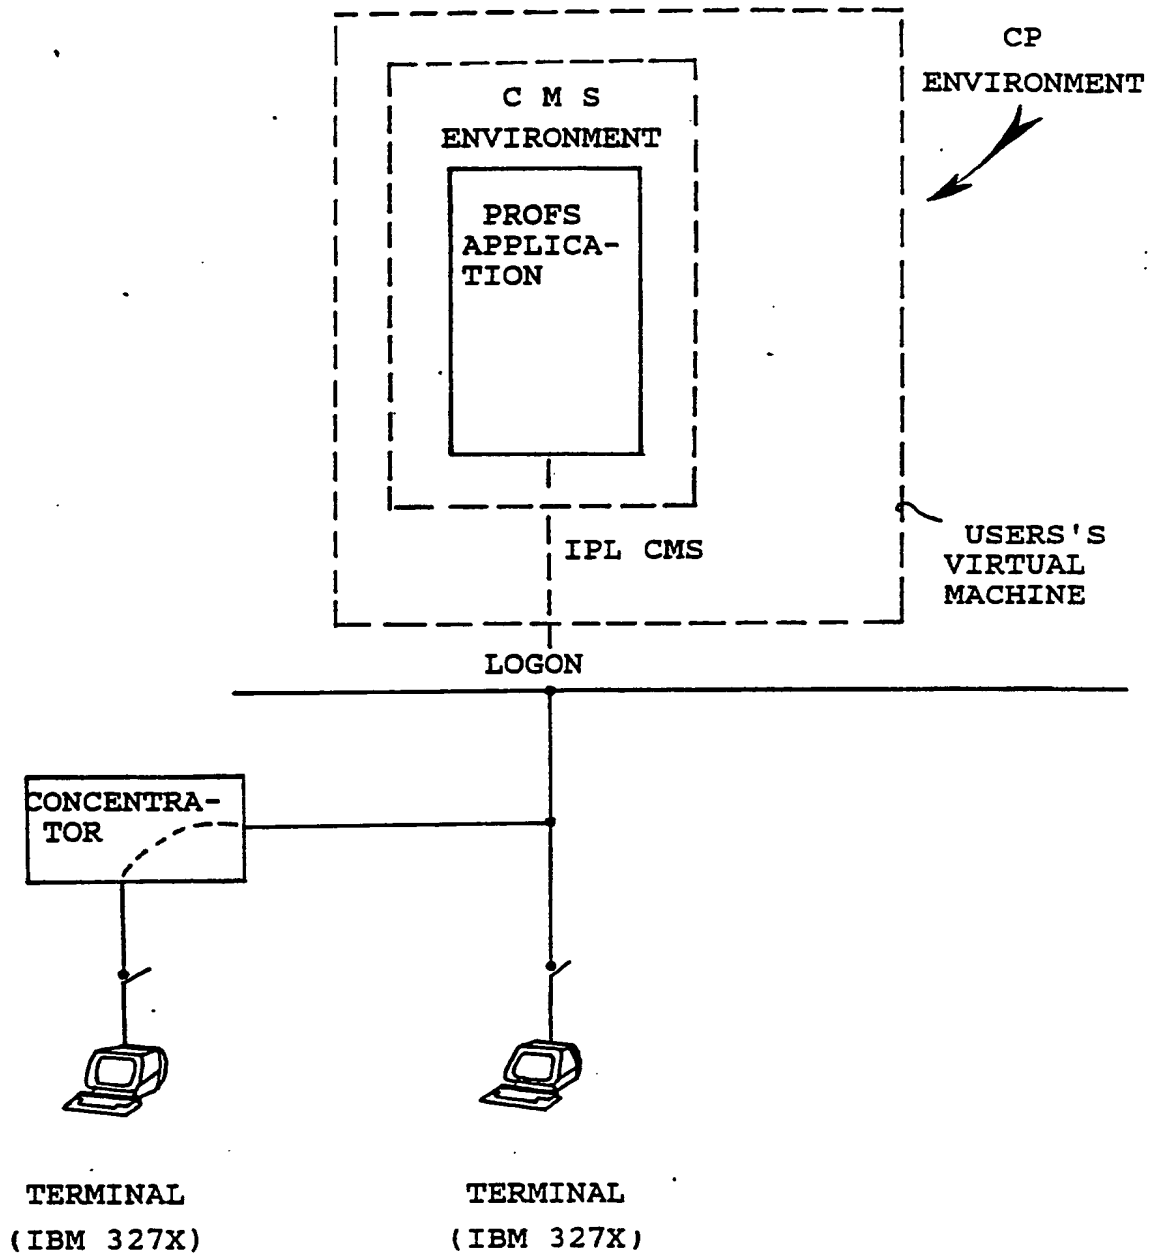 CP
ENVIRONMENT
C M S
ENVIRONMENT
PROFS
APPLICA-
TION
IPL CMS
USERS'S
VIRTUAL
MACHINE
LOGON
CONCENTRA-
TOR
TERMINAL
(IBM 327X)
TERMINAL
(IBM 327X)